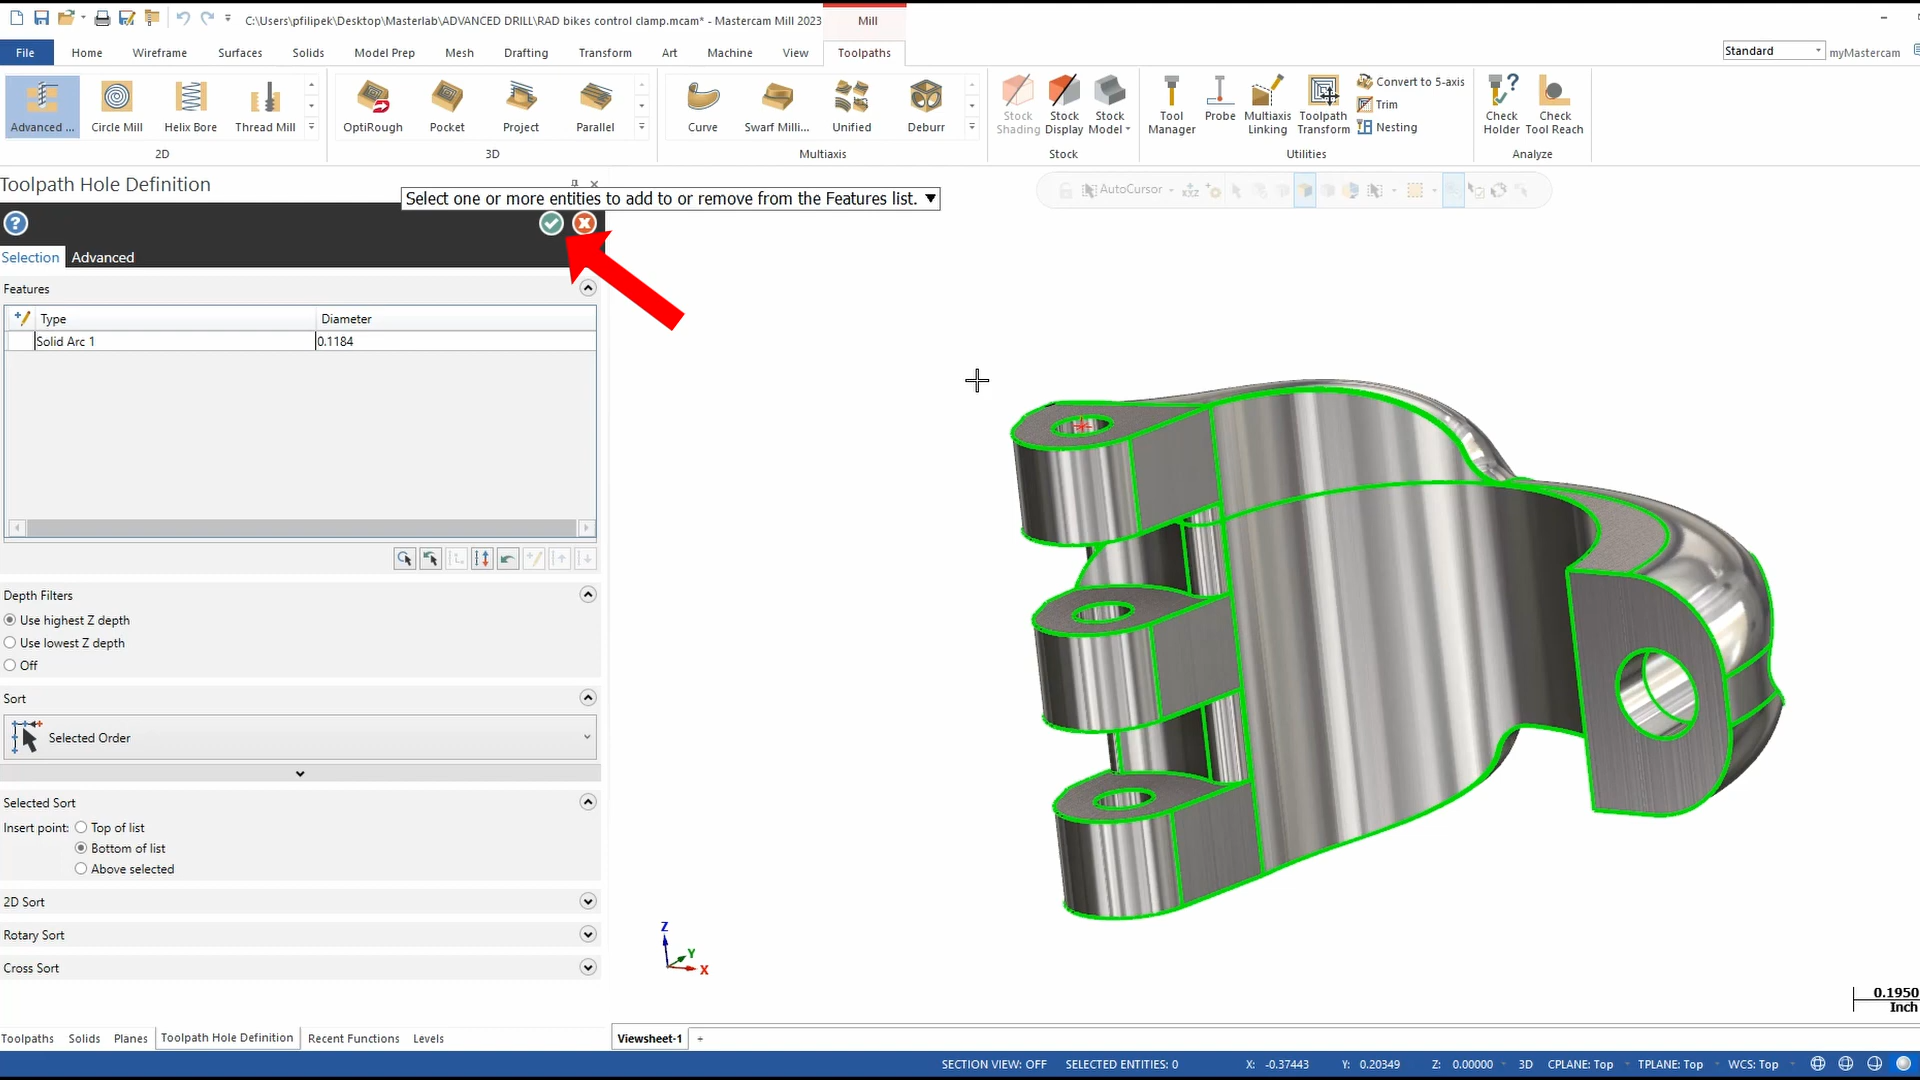 C:\Users\pfilipek\Desktop\Masterlab\ADVANCED DRILL\RAD bikes control clamp.mcam* - Mastercam Mill 2023
Mill
File
Home
Wireframe
Surfaces
Solids
Model Prep
Mesh
Drafting
Transform
Art
Machine
View
Toolpaths
Standard
myMastercam
Advanced ...
Circle Mill
Helix Bore
Thread Mill
2D
OptiRough
Pocket
Project
Parallel
3D
Curve
Swarf Milli...
Unified
Deburr
Multiaxis
Stock Shading
Stock Display
Stock Model
Stock
Tool Manager
Probe
Multiaxis Linking
Toolpath Transform
Convert to 5-axis
Trim
Nesting
Utilities
Check Holder
Check Tool Reach
Analyze
Toolpath Hole Definition
Select one or more entities to add to or remove from the Features list.
AutoCursor
Selection
Advanced
Features
Type
Diameter
Solid Arc 1
0.1184
Depth Filters
Use highest Z depth
Use lowest Z depth
Off
Sort
Selected Order
Selected Sort
Insert point:
Top of list
Bottom of list
Above selected
2D Sort
Rotary Sort
Cross Sort
Z
Y
X
0.1950
Inch
Toolpaths
Solids
Planes
Toolpath Hole Definition
Recent Functions
Levels
Viewsheet-1
+
SECTION VIEW: OFF
SELECTED ENTITIES: 0
X: -0.37443
Y: 0.20349
Z: 0.00000
3D
CPLANE: Top
TPLANE: Top
WCS: Top